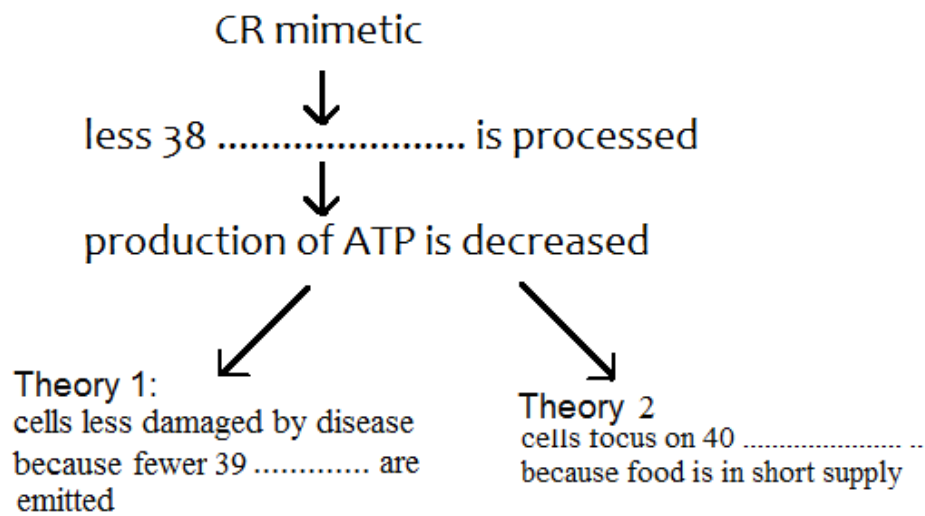 CR mimetic
less 38 ....................... is processed
production of ATP is decreased
Theory 1:
cells less damaged by disease
because fewer 39 ............. are
emitted
Theory 2
cells focus on 40 ...................... ..
because food is in short supply